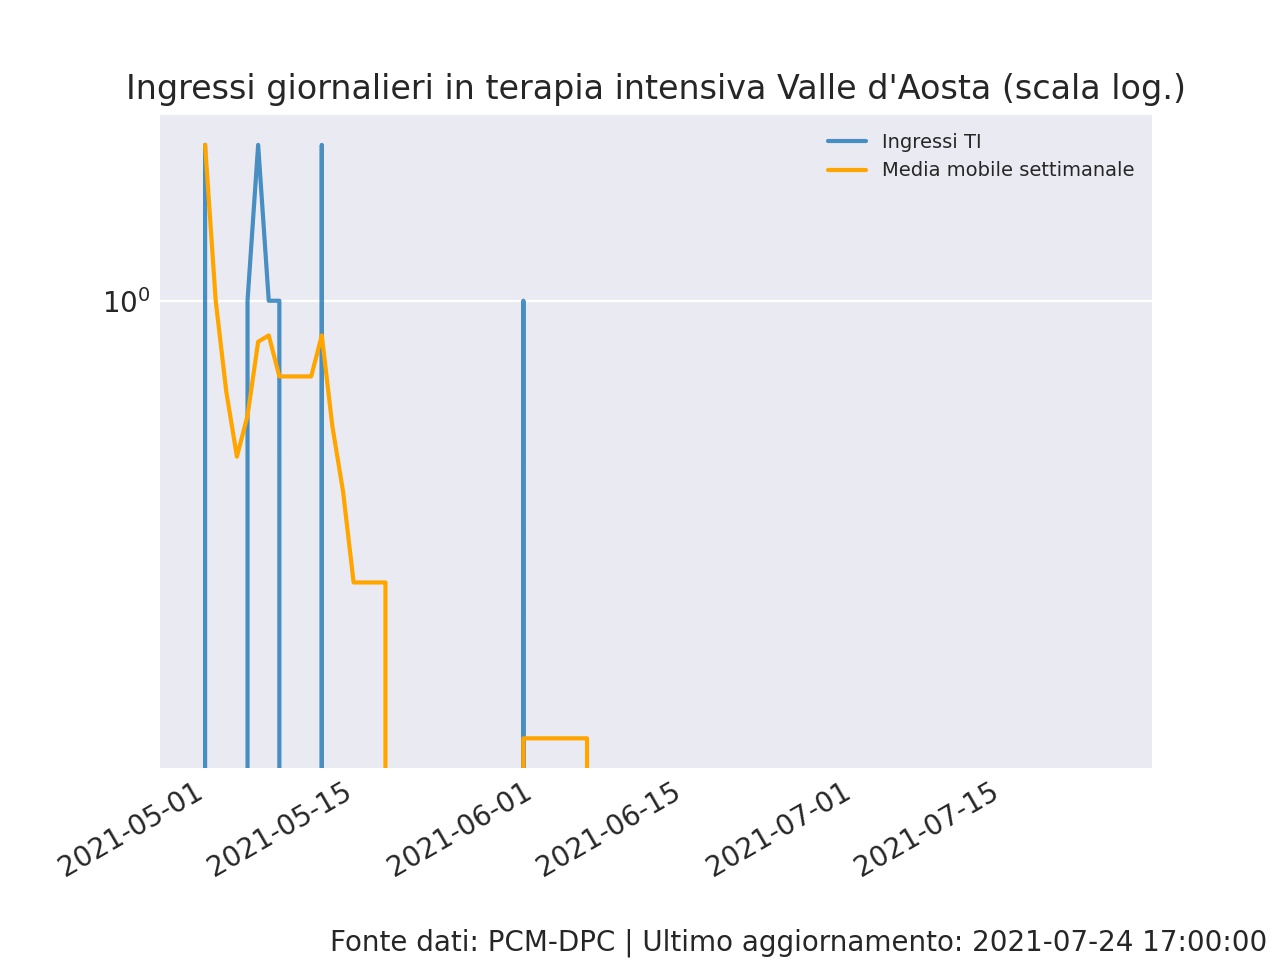 Ingressi giornalieri in terapia intensiva Valle d'Aosta (scala log.)
Ingressi TI
Media mobile settimanale
10⁰
2021-05-01
2021-05-15
2021-06-01
2021-06-15
2021-07-01
2021-07-15
Fonte dati: PCM-DPC | Ultimo aggiornamento: 2021-07-24 17:00:00